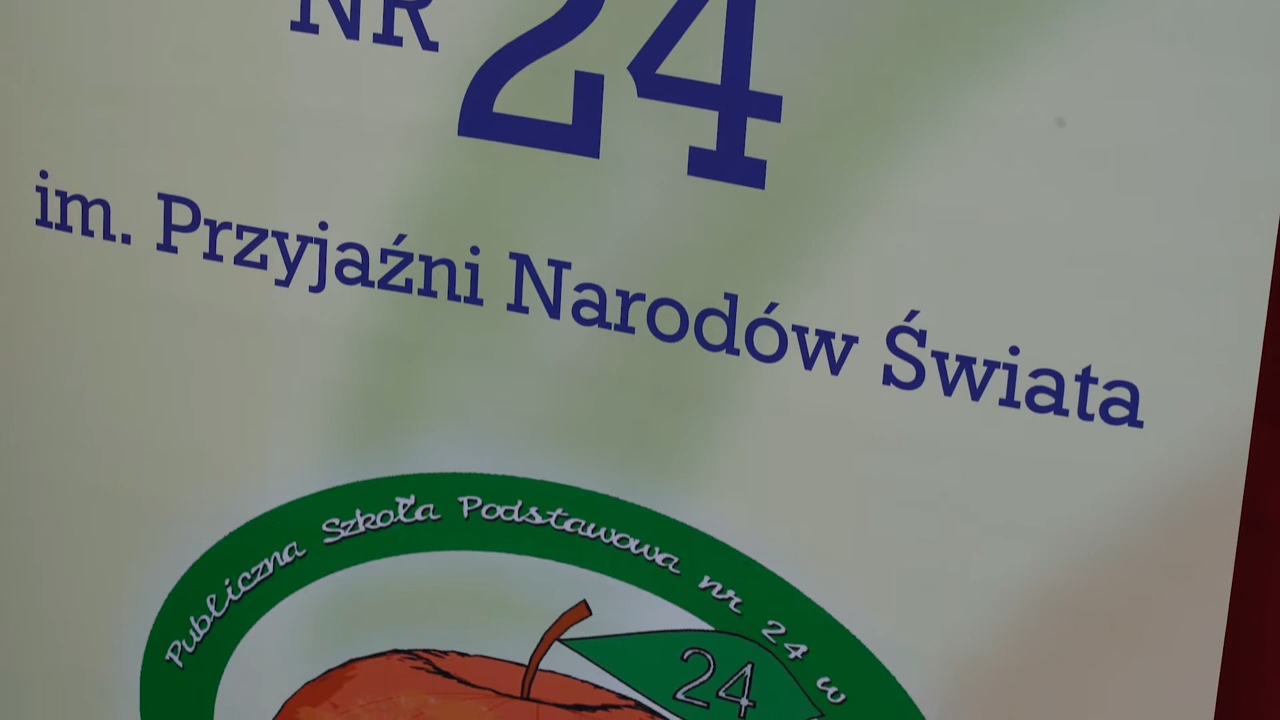 NR 24
im. Przyjaźni Narodów Świata
Publiczna Szkoła Podstawowa nr 24 w
24